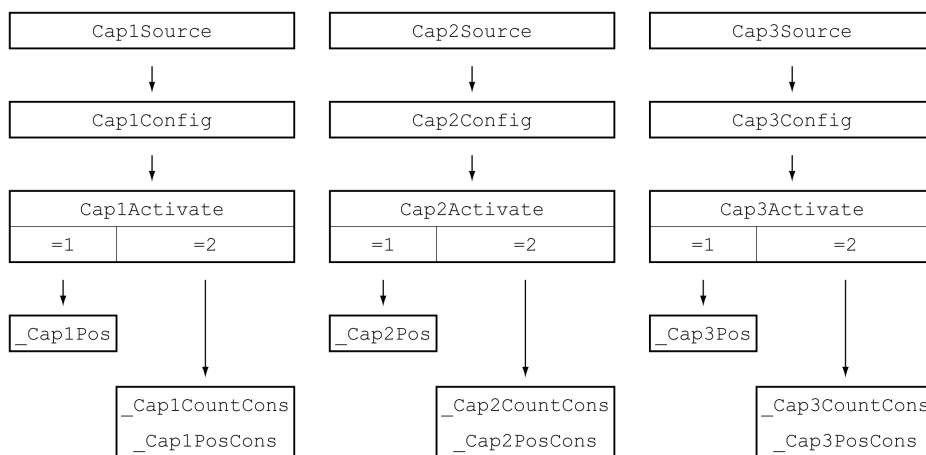 Cap1Source Cap2Source Cap3Source
Cap1Config Cap2Config Cap3Config
Cap1Activate Cap2Activate Cap3Activate
=1 =2 =1 =2 =1 =2
_Cap1Pos _Cap2Pos _Cap3Pos
_Cap1CountCons _Cap2CountCons _Cap3CountCons
_Cap1PosCons _Cap2PosCons _Cap3PosCons